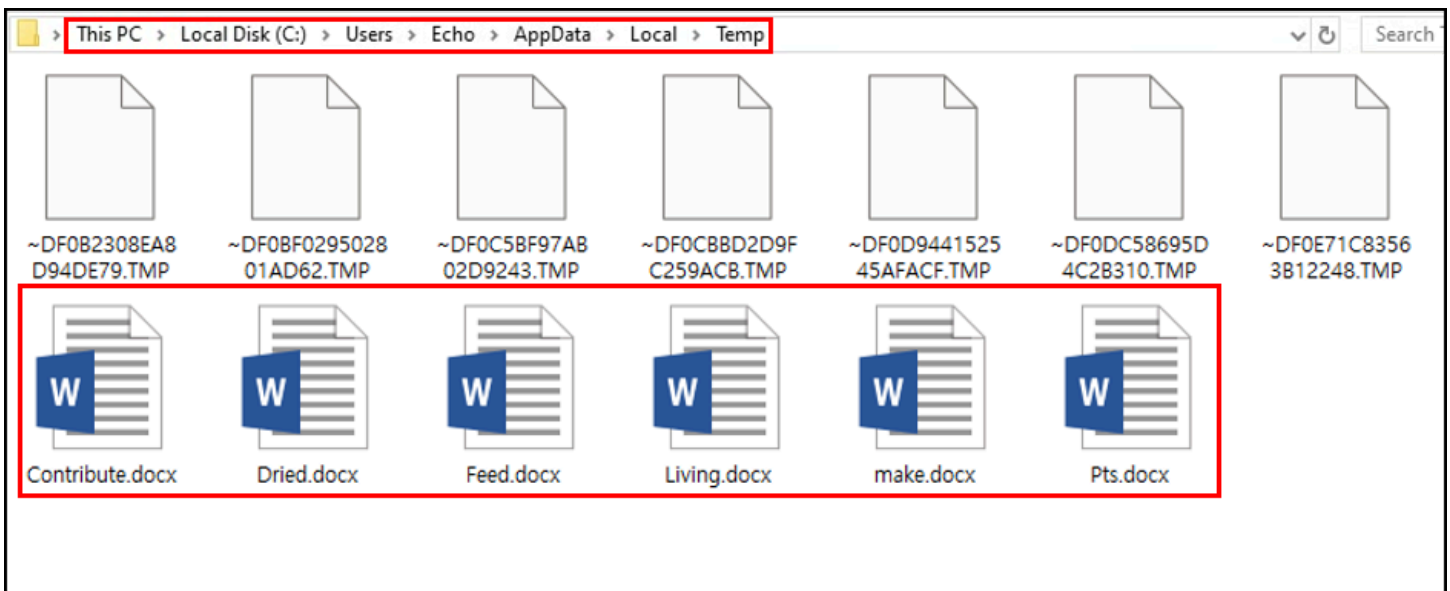 This PC > Local Disk (C:) > Users > Echo > AppData > Local > Temp
Search
~DF0B2308EA8 ~DF0BF0295028 ~DF0C5BF97AB ~DF0CBBD2D9F ~DF0D9441525 ~DF0DC58695D ~DF0E71C8356
D94DE79.TMP 01AD62.TMP 02D9243.TMP C259ACB.TMP 45AFACF.TMP 4C2B310.TMP 3B12248.TMP
W W W W W W
Contribute.docx Dried.docx Feed.docx Living.docx make.docx Pts.docx